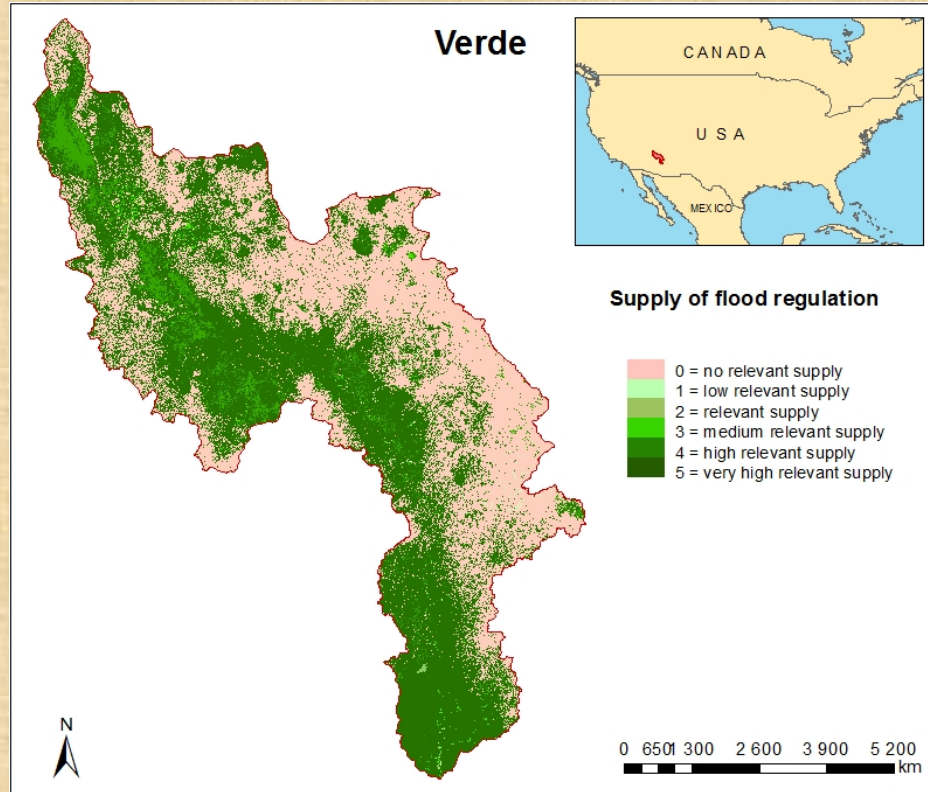 Verde
CANADA
USA
MEXICO
Supply of flood regulation
0 = no relevant supply
1 = low relevant supply
2 = relevant supply
3 = medium relevant supply
4 = high relevant supply
5 = very high relevant supply
N
0 650 1 300 2 600 3 900 5 200
km